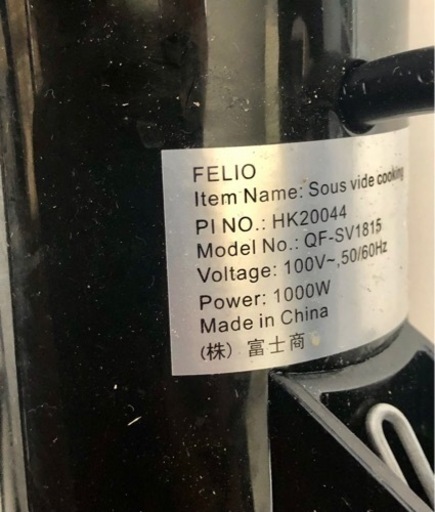 FELIO
Item Name: Sous vide cooking
PI NO.: HK20044
Model No.: QF-SV1815
Voltage: 100V~,50/60Hz
Power: 1000W
Made in China
(株) 富士商